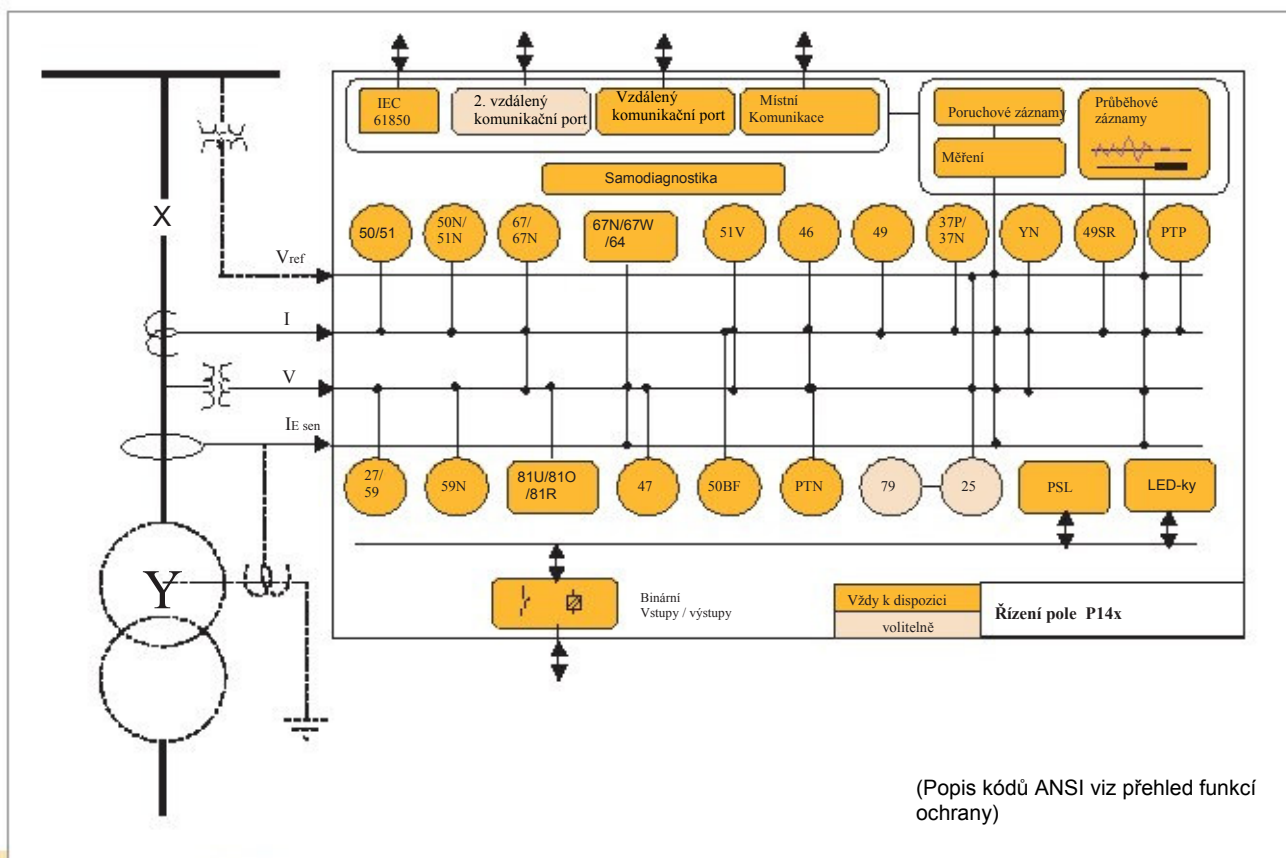 IEC
61850
2. vzdálený
komunikační port
Vzdálený
komunikační port
Místní
Komunikace
Poruchové záznamy
Průběhové
záznamy
Měření
Samodiagnostika
X
50/51
50N/
51N
67/
67N
67N/67W
/64
51V
46
49
37P/
37N
YN
49SR
PTP
Vref
I
V
IE sen
27/
59
59N
81U/81O
/81R
47
50BF
PTN
79
25
PSL
LED-ky
Y
Binární
Vstupy / výstupy
Vždy k dispozici
volitelně
Řízení pole P14x
(Popis kódů ANSI viz přehled funkcí
ochrany)